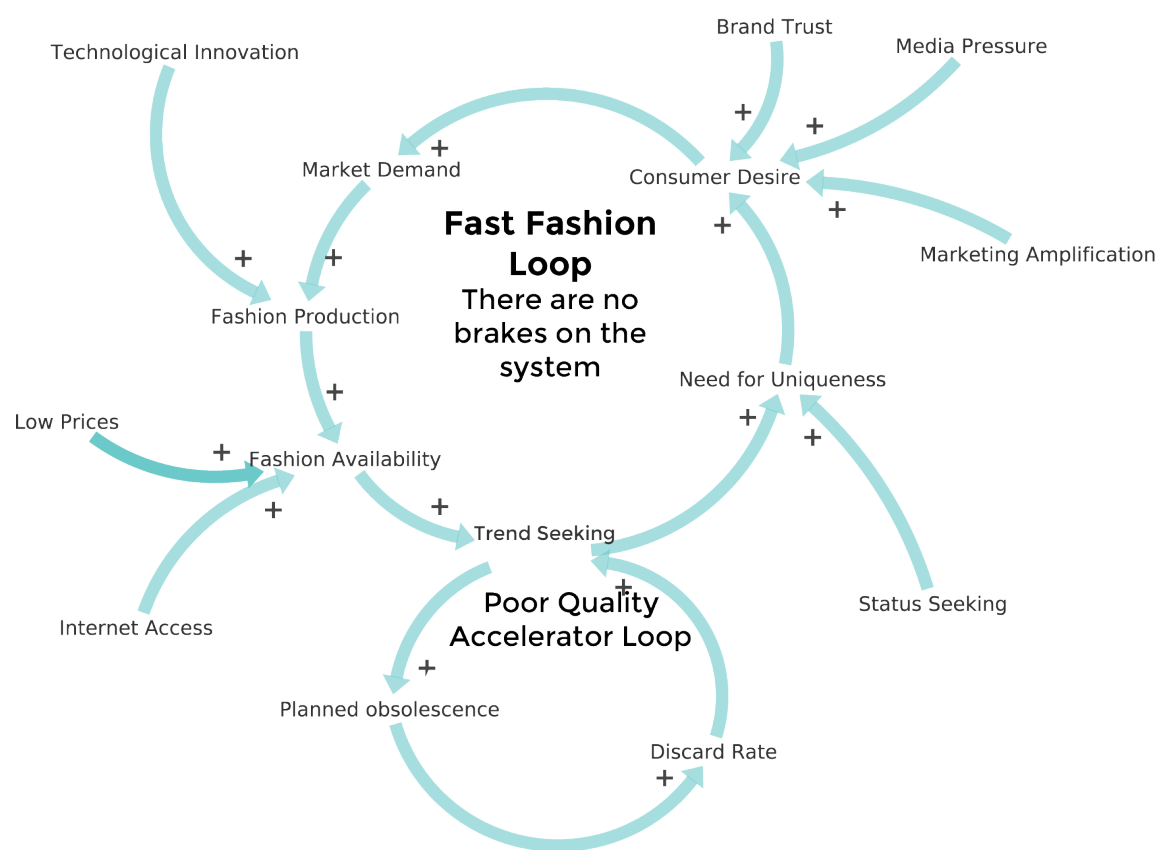 Brand Trust
Technological Innovation
Media Pressure
+
+
+
Market Demand
Consumer Desire
+
+
Fast Fashion
Loop
There are no
brakes on the
system
Marketing Amplification
+
+
Fashion Production
Need for Uniqueness
+
Low Prices
+
+
+
Fashion Availability
+
+
Trend Seeking
+
Poor Quality
Accelerator Loop
Status Seeking
Internet Access
+
Planned obsolescence
Discard Rate
+